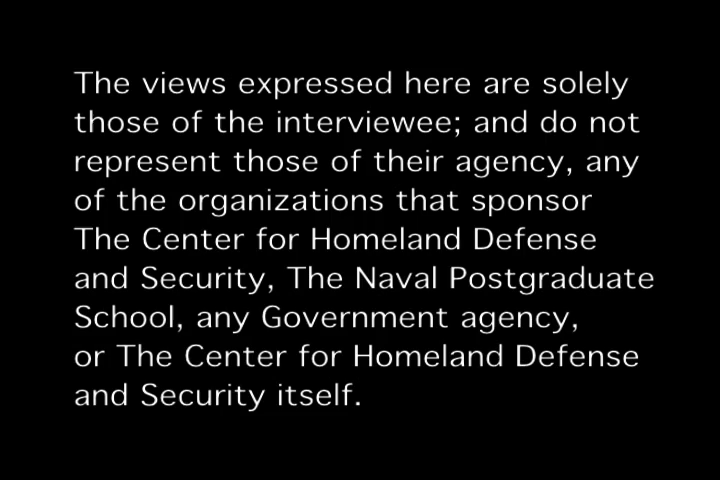 The views expressed here are solely
those of the interviewee; and do not
represent those of their agency, any
of the organizations that sponsor
The Center for Homeland Defense
and Security, The Naval Postgraduate
School, any Government agency,
or The Center for Homeland Defense
and Security itself.